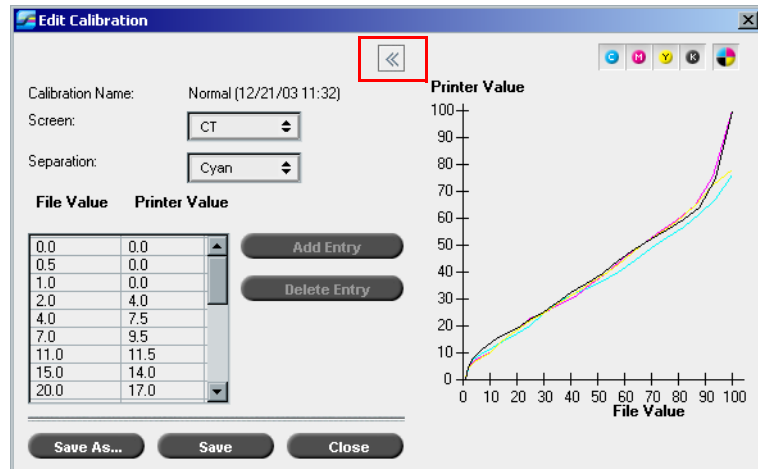 Edit Calibration
Calibration Name: Normal (12/21/03 11:32)
Screen: CT
Separation: Cyan
File Value Printer Value
0.0 0.0
0.5 0.0
1.0 0.0
2.0 4.0
4.0 7.5
7.0 9.5
11.0 11.5
15.0 14.0
20.0 17.0
Add Entry
Delete Entry
Save As... Save Close
C M Y K
Printer Value
100
90
80
70
60
50
40
30
20
10
0
0 10 20 30 40 50 60 70 80 90 100
File Value